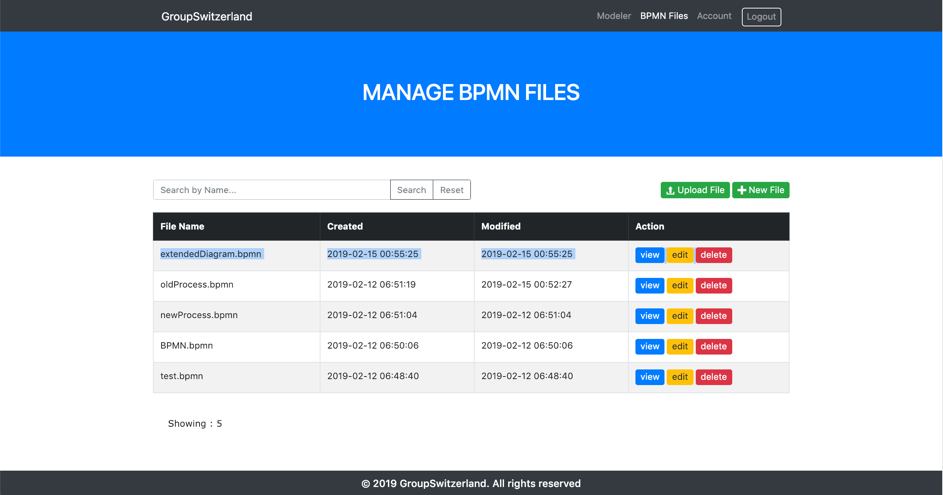 GroupSwitzerland Modeler BPMN Files Account Logout
MANAGE BPMN FILES
Search by Name... Search Reset Upload File New File
File Name Created Modified Action
extendedDiagram.bpmn 2019-02-15 00:55:25 2019-02-15 00:55:25 view edit delete
oldProcess.bpmn 2019-02-12 06:51:19 2019-02-15 00:52:27 view edit delete
newProcess.bpmn 2019-02-12 06:51:04 2019-02-12 06:51:04 view edit delete
BPMN.bpmn 2019-02-12 06:50:06 2019-02-12 06:50:06 view edit delete
test.bpmn 2019-02-12 06:48:40 2019-02-12 06:48:40 view edit delete
Showing : 5
© 2019 GroupSwitzerland. All rights reserved